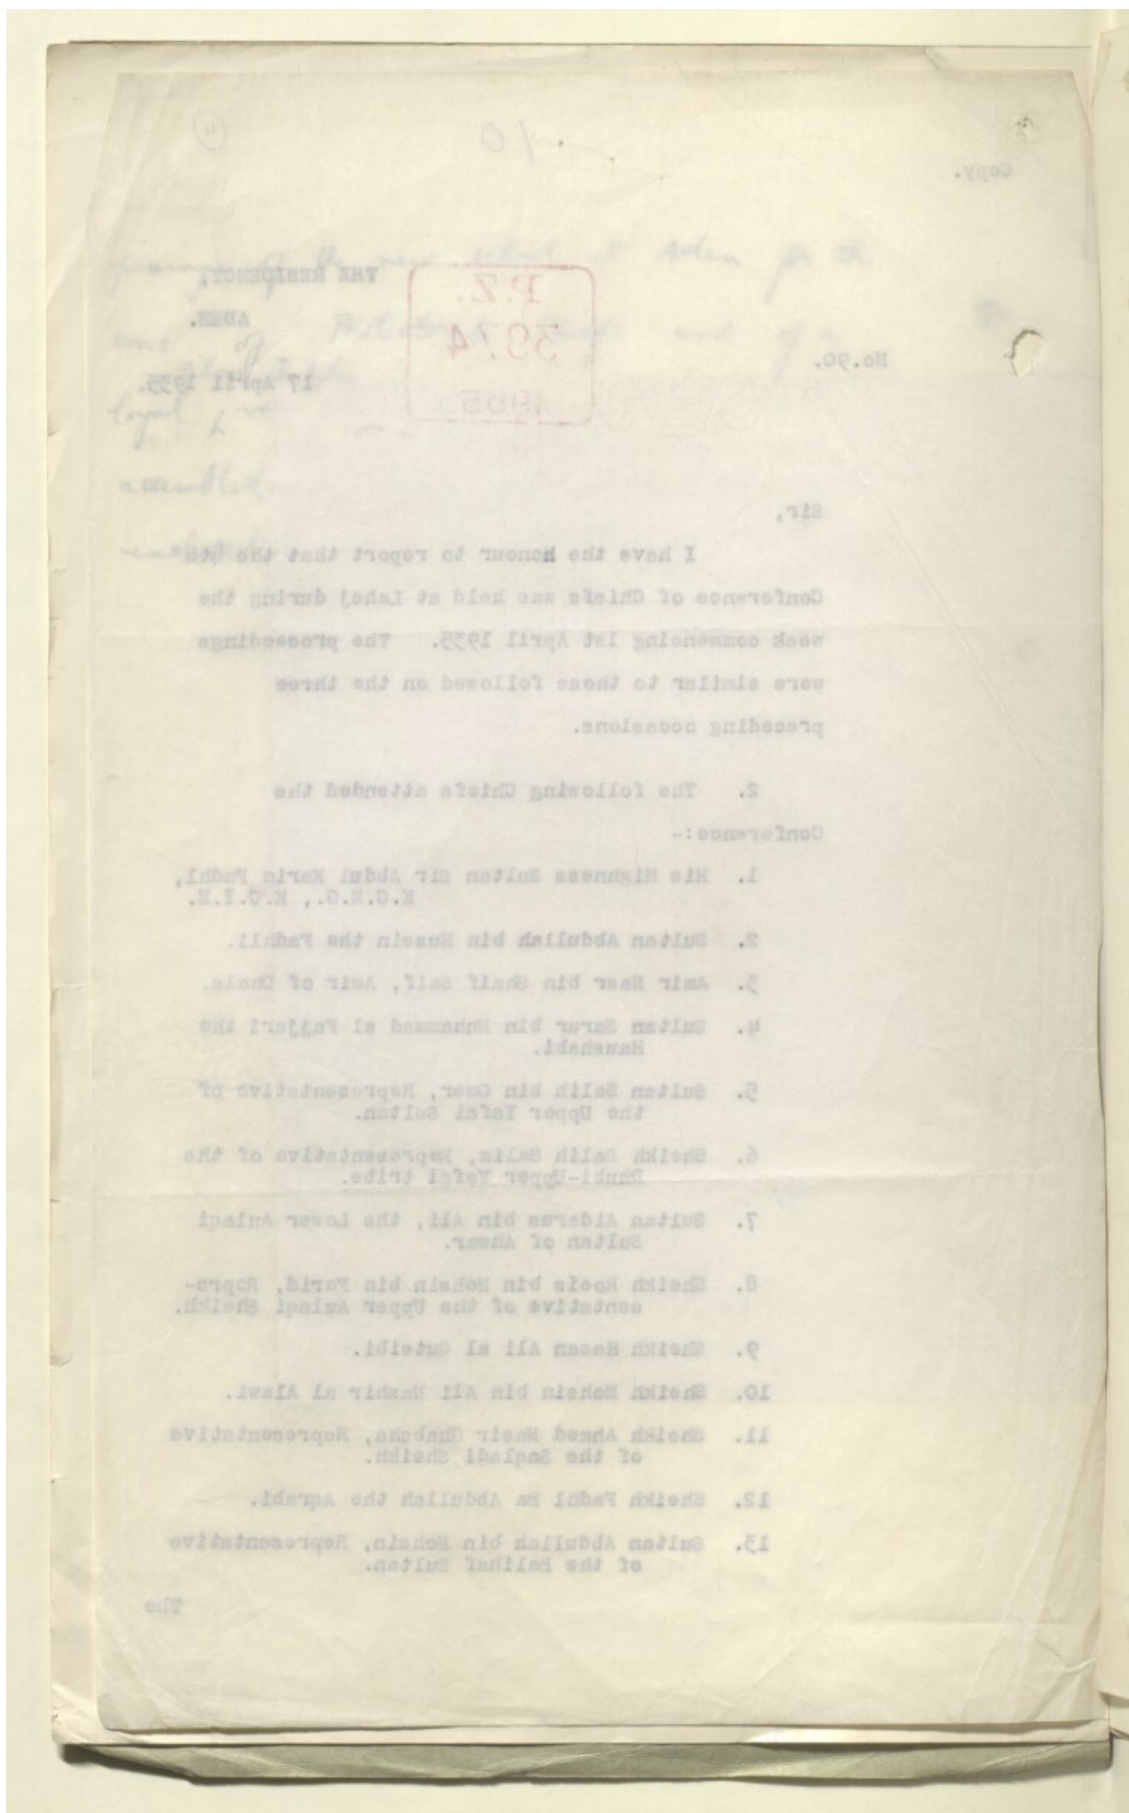 Copy.
THE RESIDENCY,
ADEN.
No.90.
17 April 1935.
P.Z.
3974
1935
Sir,
I have the honour to report that the
Conference of Chiefs was held at Lahej during the
week commencing 1st April 1935. The proceedings
were similar to those followed on the three
preceding occasions.
2. The following Chiefs attended the
Conference:-
1. His Highness Sultan Sir Abdul Karim Fadhl,
K.C.M.G., K.C.I.E.
2. Sultan Abdullah bin Husein the Fadhli.
3. Amir Nasr bin Shaif Saif, Amir of Dhala.
4. Sultan Sarur bin Muhammad al Fajjari the
Haushabi.
5. Sultan Salih bin Omer, Representative of
the Upper Yafai Sultan.
6. Sheikh Salih Salim, Representative of the
Dhubi-Upper Yafai tribe.
7. Sultan Aidarus bin Ali, the Lower Aulaqi
Sultan of Ahwar.
8. Sheikh Roeis bin Mohsin bin Farid, Repre-
sentative of the Upper Aulaqi Sheikh.
9. Sheikh Hasan Ali al Quteibi.
10. Sheikh Mohsin bin Ali Nashir al Alawi.
11. Sheikh Ahmed Nasir Representative
of the Saqladi Sheikh.
12. Sheikh Fadhl Ba Abdullah the Aqrabi.
13. Sultan Abdullah bin Mohsin, Representative
of the Balihaf Sultan.
The